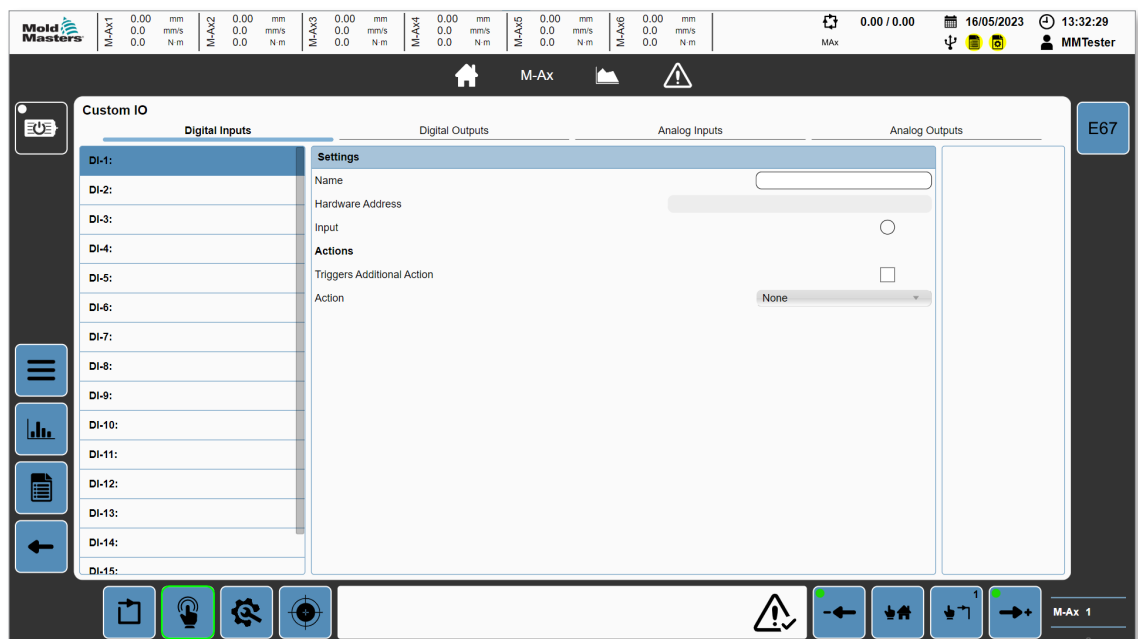 Mold
Masters
M-Ax1 0.00 mm
0.0 mm/s
0.0 N·m
M-Ax2 0.00 mm
0.0 mm/s
0.0 N·m
M-Ax3 0.00 mm
0.0 mm/s
0.0 N·m
M-Ax4 0.00 mm
0.0 mm/s
0.0 N·m
M-Ax5 0.00 mm
0.0 mm/s
0.0 N·m
M-Ax6 0.00 mm
0.0 mm/s
0.0 N·m
MAx
0.00 / 0.00
16/05/2023
13:32:29
MMTester
M-Ax
Custom IO
Digital Inputs
Digital Outputs
Analog Inputs
Analog Outputs
E67
DI-1:
DI-2:
DI-3:
DI-4:
DI-5:
DI-6:
DI-7:
DI-8:
DI-9:
DI-10:
DI-11:
DI-12:
DI-13:
DI-14:
DI-15:
Settings
Name
Hardware Address
Input
Actions
Triggers Additional Action
Action None
1
M-Ax 1